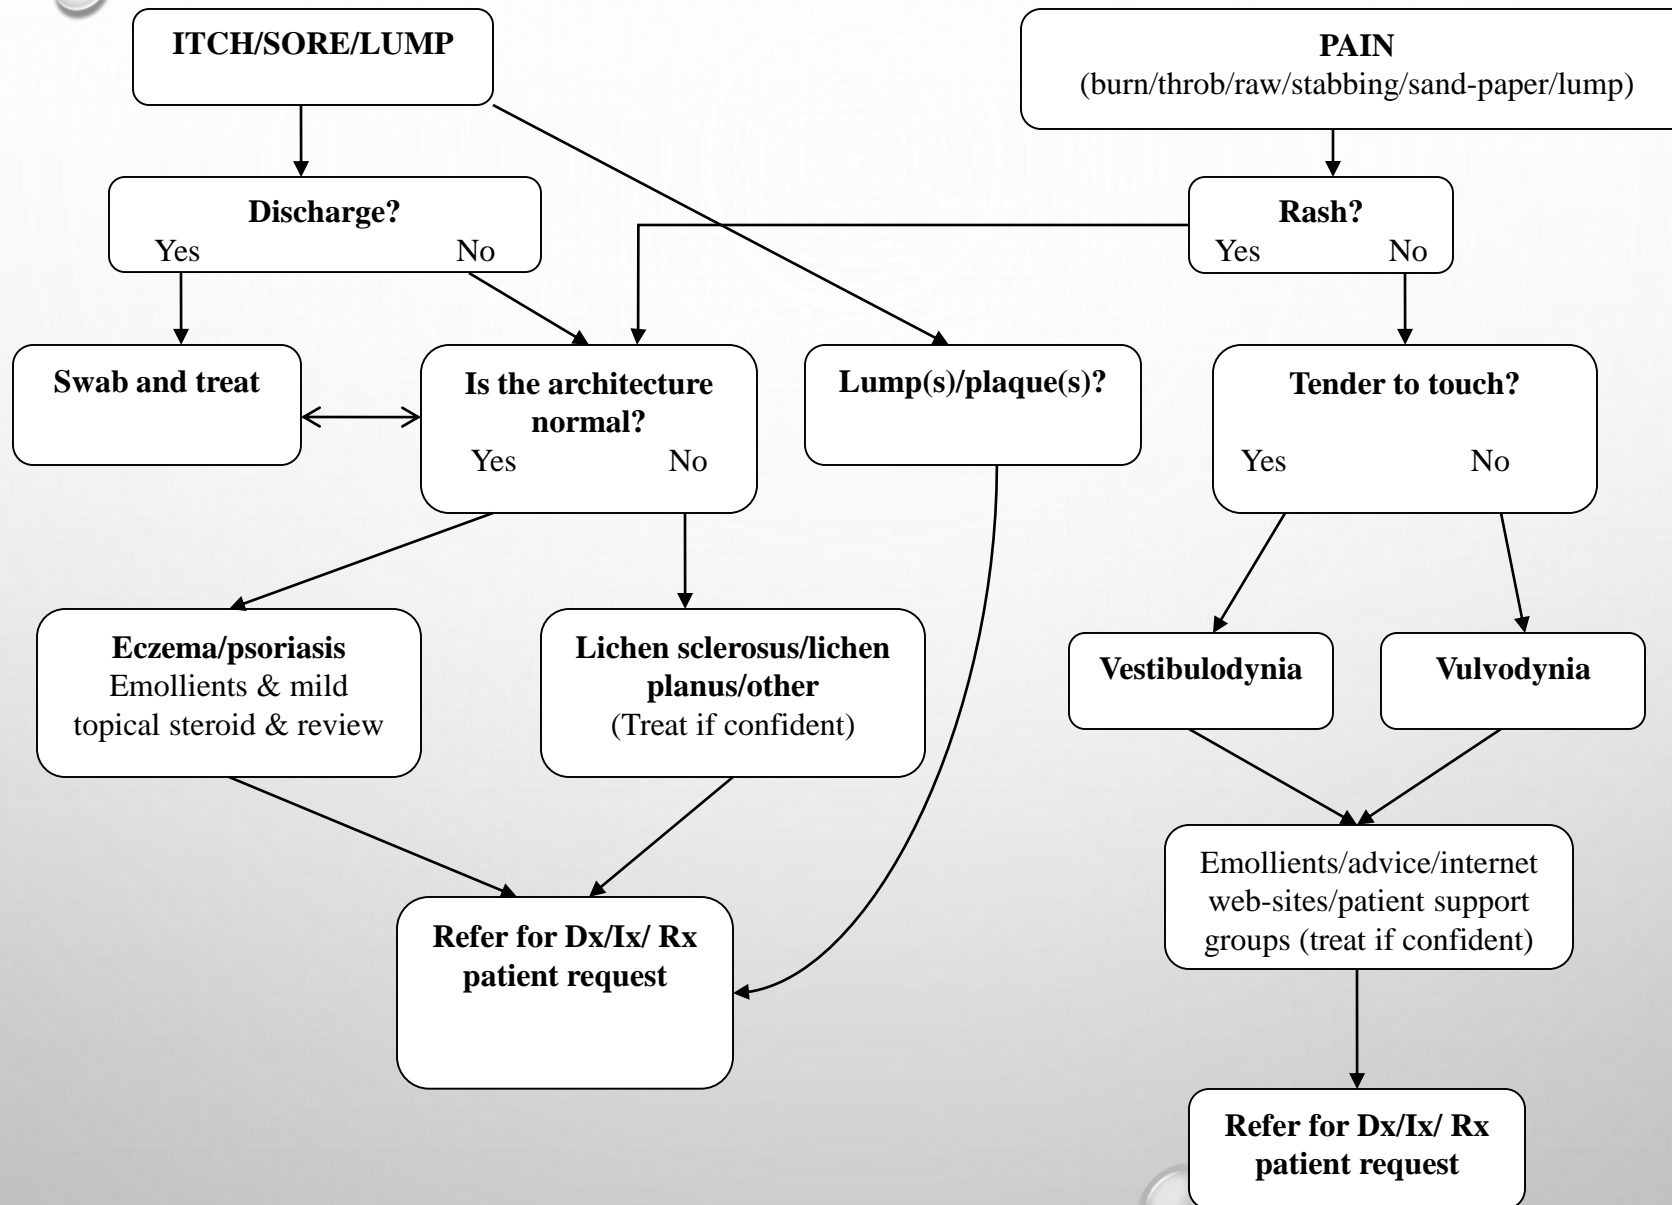 ITCH/SORE/LUMP
PAIN
(burn/throb/raw/stabbing/sand-paper/lump)
Discharge?
Yes No
Rash?
Yes No
Swab and treat
Is the architecture
normal?
Yes No
Lump(s)/plaque(s)?
Tender to touch?
Yes No
Eczema/psoriasis
Emollients & mild
topical steroid & review
Lichen sclerosus/lichen
planus/other
(Treat if confident)
Vestibulodynia
Vulvodynia
Emollients/advice/internet
web-sites/patient support
groups (treat if confident)
Refer for Dx/Ix/ Rx
patient request
Refer for Dx/Ix/ Rx
patient request